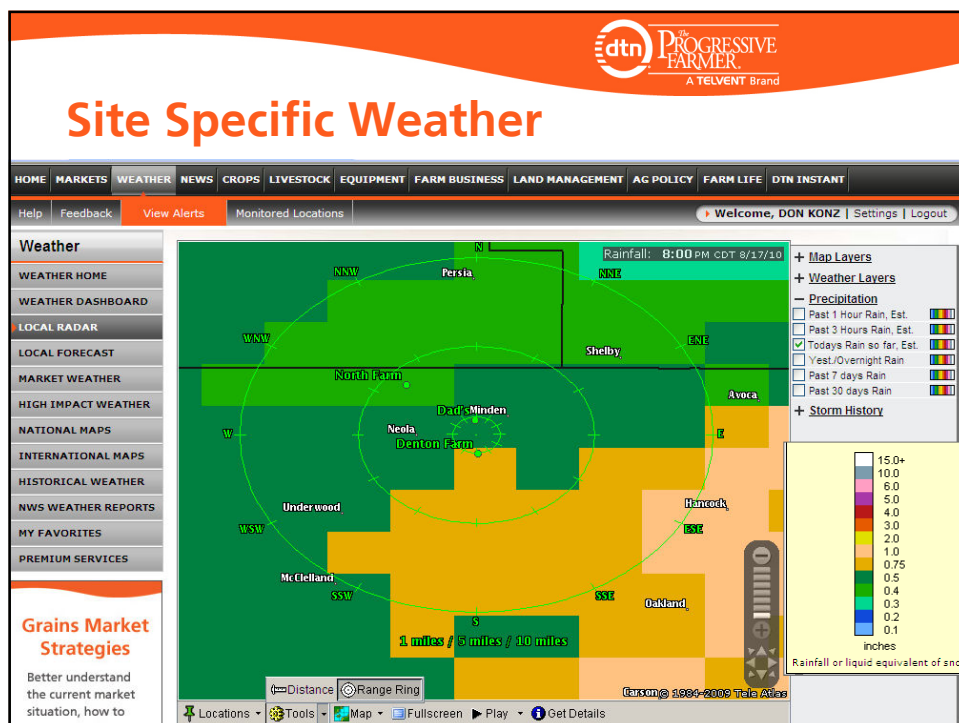 dtn The PROGRESSIVE FARMER.
A TELVENT Brand
Site Specific Weather
HOME MARKETS WEATHER NEWS CROPS LIVESTOCK EQUIPMENT FARM BUSINESS LAND MANAGEMENT AG POLICY FARM LIFE DTN INSTANT
Help Feedback View Alerts Monitored Locations Welcome, DON KONZ | Settings | Logout
Weather
WEATHER HOME
WEATHER DASHBOARD
LOCAL RADAR
LOCAL FORECAST
MARKET WEATHER
HIGH IMPACT WEATHER
NATIONAL MAPS
INTERNATIONAL MAPS
HISTORICAL WEATHER
NWS WEATHER REPORTS
MY FAVORITES
PREMIUM SERVICES
Grains Market
Strategies
Better understand
the current market
situation, how to
Rainfall: 8:00 PM CDT 8/17/10
N
NNW
Persia
NNE
WNW
Shelby
ENE
North Farm
Avoca
Dad's Minden
W
Neola
E
Denton Farm
Underwood
Hancock
WSW
ESE
McClelland
SSW
SSE
Oakland
S
1 miles / 5 miles / 10 miles
Distance Range Ring
Carson © 1984-2009 Tele Atlas
Locations Tools Map Fullscreen Play Get Details
+ Map Layers
+ Weather Layers
− Precipitation
Past 1 Hour Rain, Est.
Past 3 Hours Rain, Est.
Todays Rain so far, Est.
Yest./Overnight Rain
Past 7 days Rain
Past 30 days Rain
+ Storm History
15.0+
10.0
6.0
5.0
4.0
3.0
2.0
1.0
0.75
0.5
0.4
0.3
0.2
0.1
inches
Rainfall or liquid equivalent of sno